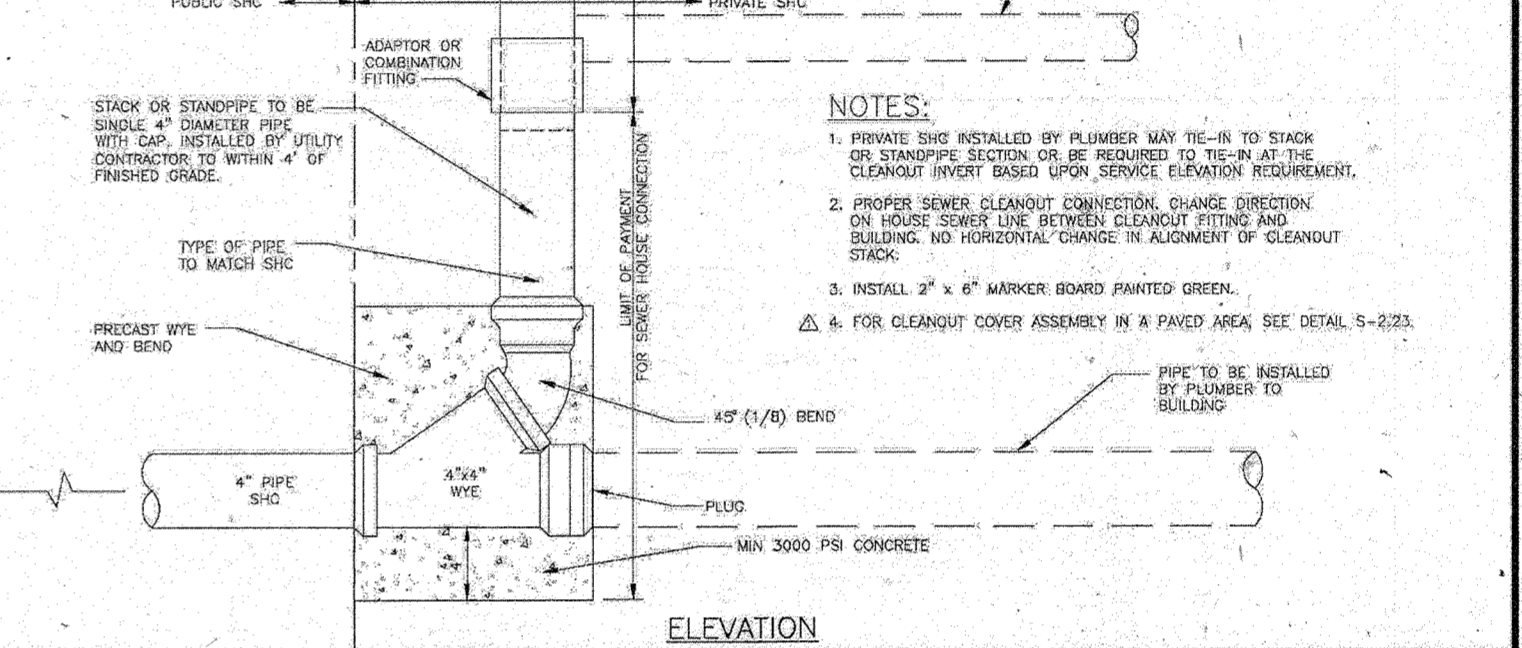 PUBLIC SHC
PRIVATE SHC
ADAPTOR OR
COMBINATION
FITTING
STACK OR STANDPIPE TO BE
SINGLE 4" DIAMETER PIPE
WITH CAP, INSTALLED BY UTILITY
CONTRACTOR TO WITHIN 4' OF
FINISHED GRADE.
TYPE OF PIPE
TO MATCH SHC
PRECAST WYE
AND BEND
LIMIT OF PAYMENT
FOR SEWER HOUSE CONNECTION
NOTES:
1. PRIVATE SHC INSTALLED BY PLUMBER MAY TIE-IN TO STACK
OR STANDPIPE SECTION OR BE REQUIRED TO TIE-IN AT THE
CLEANOUT INVERT BASED UPON SERVICE ELEVATION REQUIREMENT.
2. PROPER SEWER CLEANOUT CONNECTION. CHANGE DIRECTION
ON HOUSE SEWER LINE BETWEEN CLEANOUT FITTING AND
BUILDING. NO HORIZONTAL CHANGE IN ALIGNMENT OF CLEANOUT
STACK.
3. INSTALL 2" x 6" MARKER BOARD PAINTED GREEN.
1 4. FOR CLEANOUT COVER ASSEMBLY IN A PAVED AREA, SEE DETAIL S-2.23.
PIPE TO BE INSTALLED
BY PLUMBER TO
BUILDING
45° (1/8) BEND
4" PIPE
SHC
4"x4"
WYE
PLUG
4"
MIN 3000 PSI CONCRETE
ELEVATION